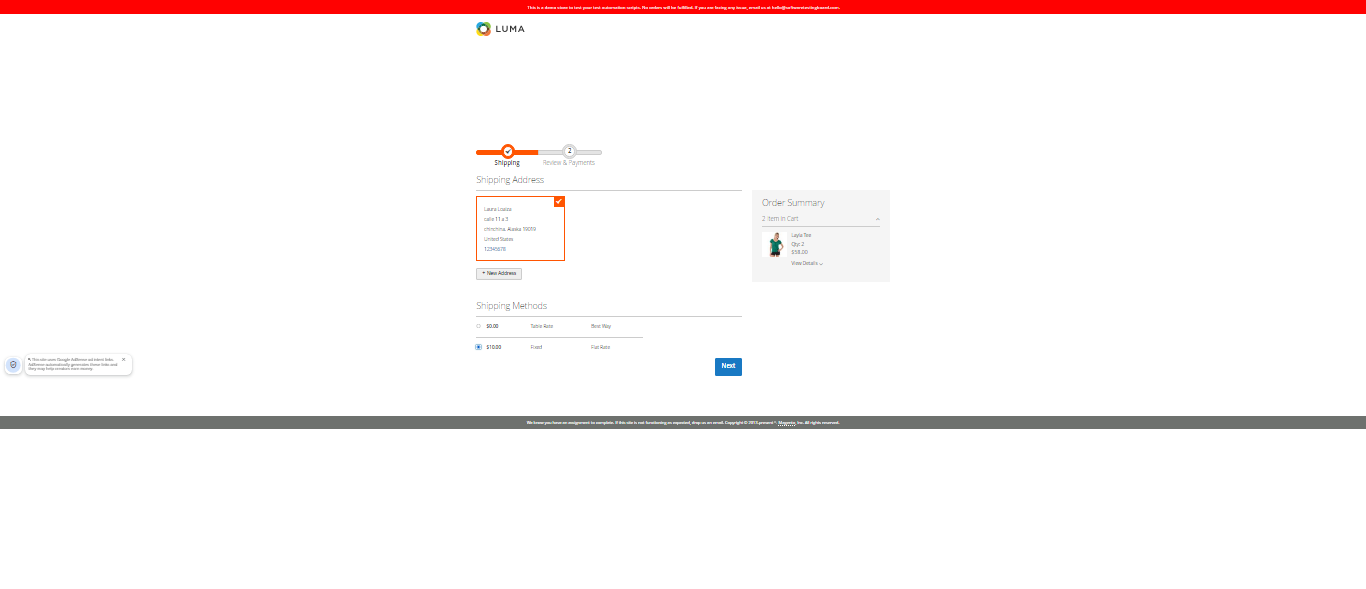 This is a demo store to test your test automation scripts. No orders will be fulfilled. If you are facing any issue, email us at hello@softwaretestingboard.com.
LUMA
2
Shipping
Review & Payments
Shipping Address
calle 11 a 3
chinchina, Alaska 19019
United States
12345678
+ New Address
Order Summary
2 Item in Cart
Layla Tee
Qty: 2
$58.00
View Details
Shipping Methods
$0.00 Table Rate Best Way
$10.00 Fixed Flat Rate
This site uses Google AdSense ad intent links.
AdSense automatically generates these links and
they may help creators earn money.
Next
We know you have an assignment to complete. If this site is not functioning as expected, drop us an email. Copyright © 2013-present Magento, Inc. All rights reserved.